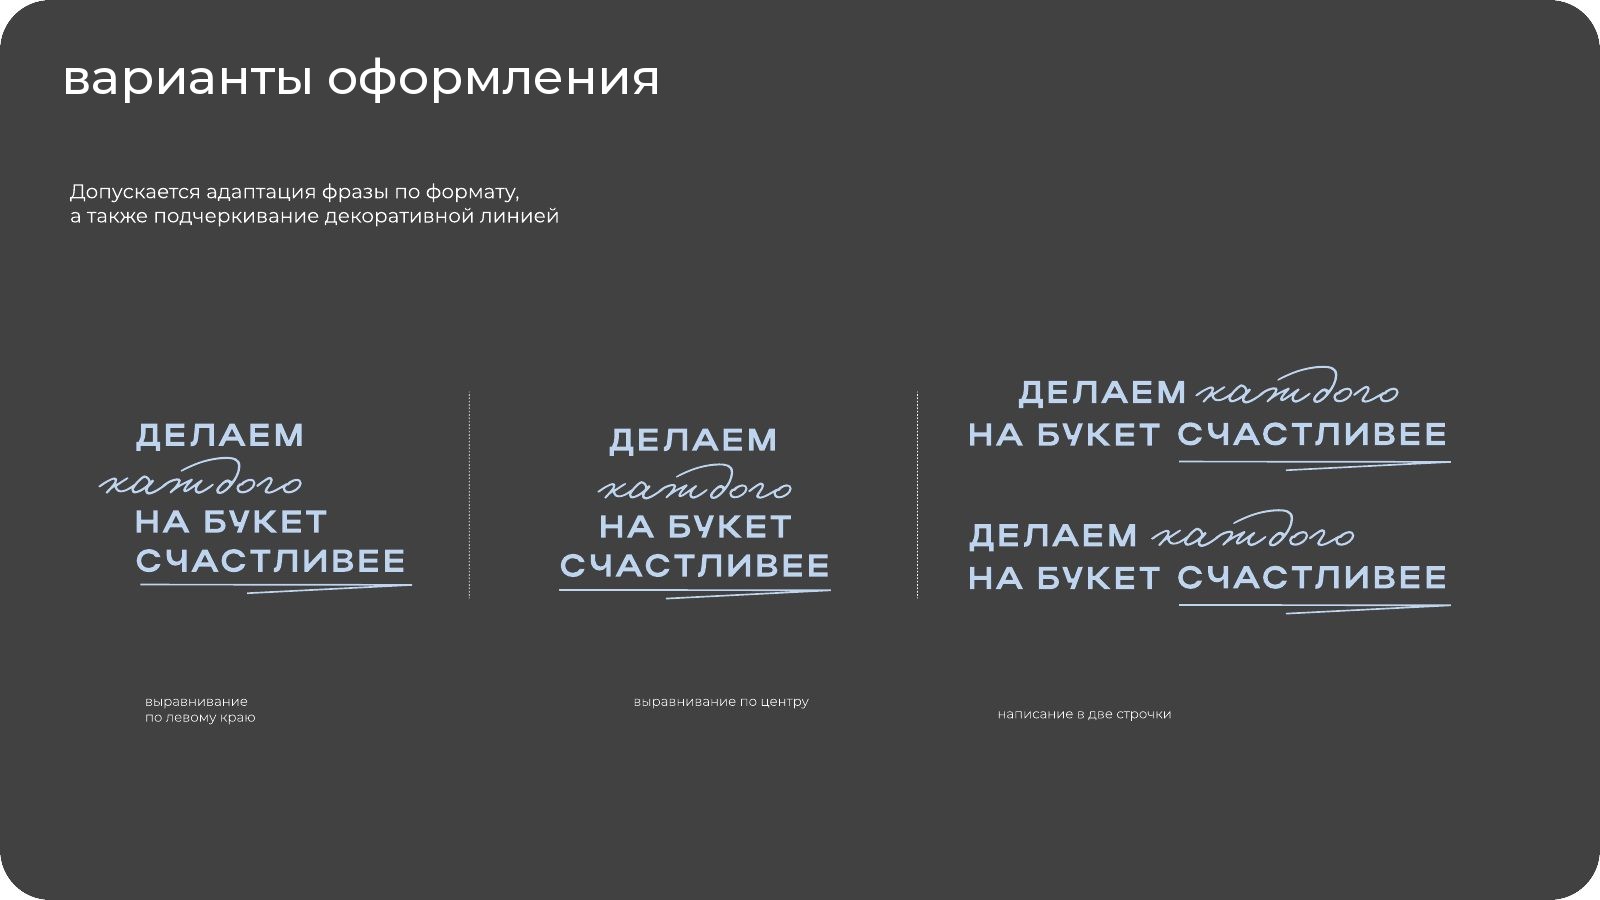 варианты оформления
Допускается адаптация фразы по формату,
а также подчеркивание декоративной линией
ДЕЛАЕМ
каждого
НА БУКЕТ
СЧАСТЛИВЕЕ
выравнивание
по левому краю
ДЕЛАЕМ
каждого
НА БУКЕТ
СЧАСТЛИВЕЕ
выравнивание по центру
ДЕЛАЕМ каждого
НА БУКЕТ СЧАСТЛИВЕЕ
ДЕЛАЕМ каждого
НА БУКЕТ СЧАСТЛИВЕЕ
написание в две строчки